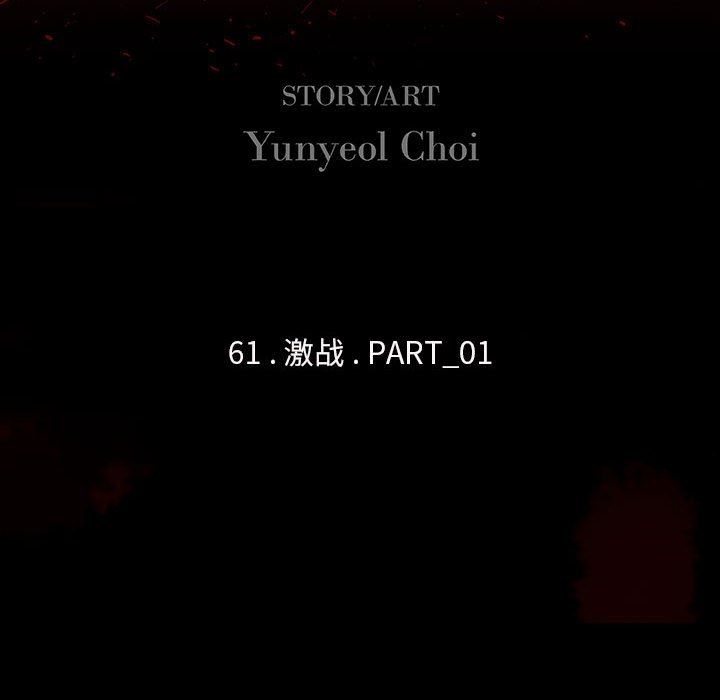 STORY/ART
Yunyeol Choi
61 . 激战 . PART_01